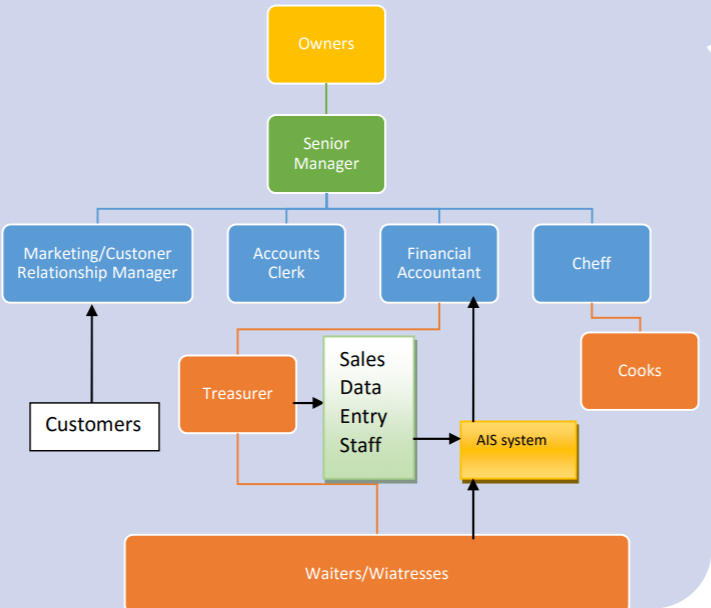 Owners
Senior
Manager
Marketing/Custoner
Relationship Manager
Accounts
Clerk
Financial
Accountant
Cheff
Treasurer
Sales
Data
Entry
Staff
Cooks
Customers
AIS system
Waiters/Wiatresses